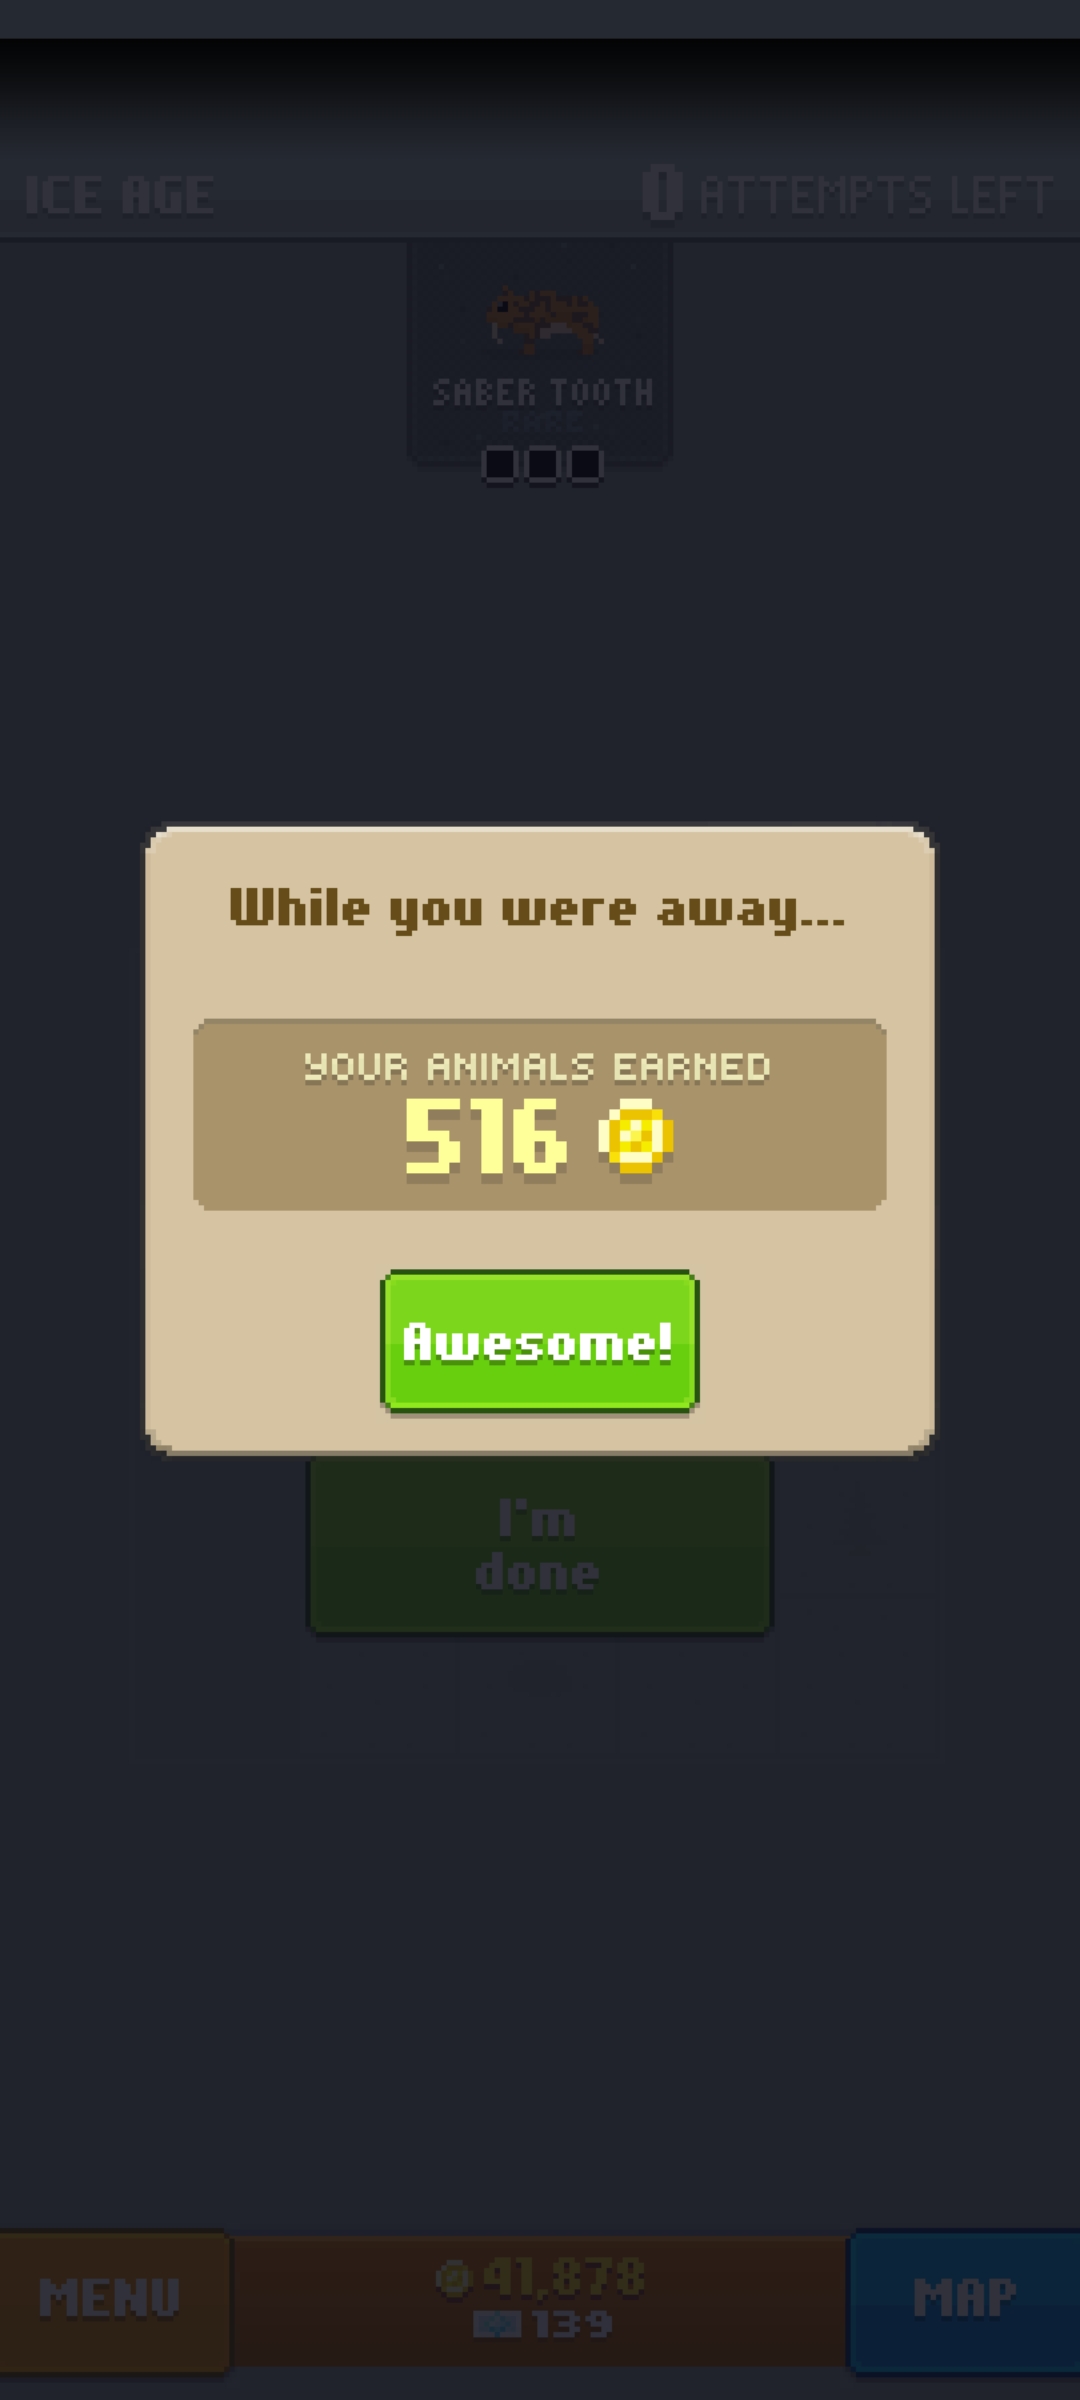 ICE AGE
0 ATTEMPTS LEFT
SABER TOOTH
RARE
While you were away...
YOUR ANIMALS EARNED
516
Awesome!
I'm
done
MENU
41,878
139
MAP